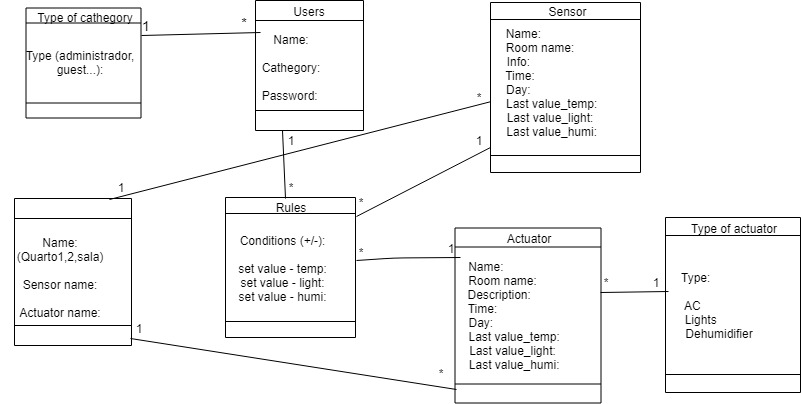 Type of cathegory
Type (administrador,
guest...):
1
*
Users
Name:
Cathegory:
Password:
1
*
Sensor
Name:
Room name:
Info:
Time:
Day:
Last value_temp:
Last value_light:
Last value_humi:
*
1
1
Name:
(Quarto1,2,sala)
Sensor name:
Actuator name:
1
*
Rules
Conditions (+/-):
set value - temp:
set value - light:
set value - humi:
*
*
1
Actuator
Name:
Room name:
Description:
Time:
Day:
Last value_temp:
Last value_light:
Last value_humi:
*
1
Type of actuator
Type:
AC
Lights
Dehumidifier